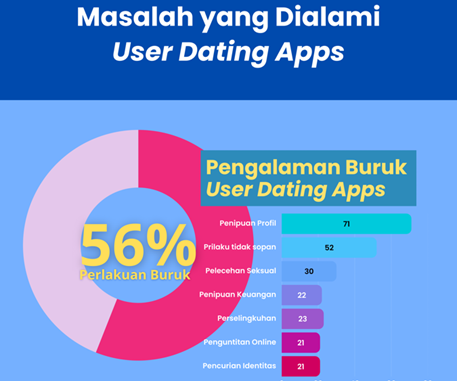 Masalah yang Dialami
User Dating Apps
Pengalaman Buruk
User Dating Apps
56%
Perlakuan Buruk
Penipuan Profil 71
Prilaku tidak sopan 52
Pelecehan Seksual 30
Penipuan Keuangan 22
Perselingkuhan 23
Penguntitan Online 21
Pencurian Identitas 21